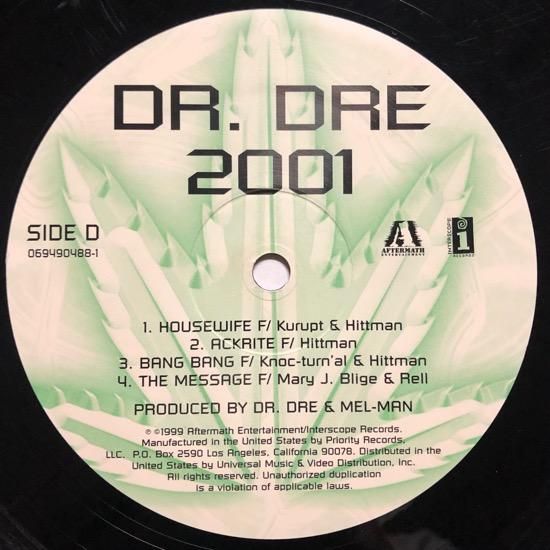 DR. DRE
2001
SIDE D
069490488-1
AFTERMATH
ENTERTAINMENT
INTERSCOPE
RECORDS
1. HOUSEWIFE F/ Kurupt & Hittman
2. ACKRITE F/ Hittman
3. BANG BANG F/ Knoc-turn'al & Hittman
4. THE MESSAGE F/ Mary J. Blige & Rell
PRODUCED BY DR. DRE & MEL-MAN
℗ ©1999 Aftermath Entertainment/Interscope Records.
Manufactured in the United States by Priority Records,
LLC. P.O. Box 2590 Los Angeles, California 90078. Distributed in the
United States by Universal Music & Video Distribution, Inc.
All rights reserved. Unauthorized duplication
is a violation of applicable laws.